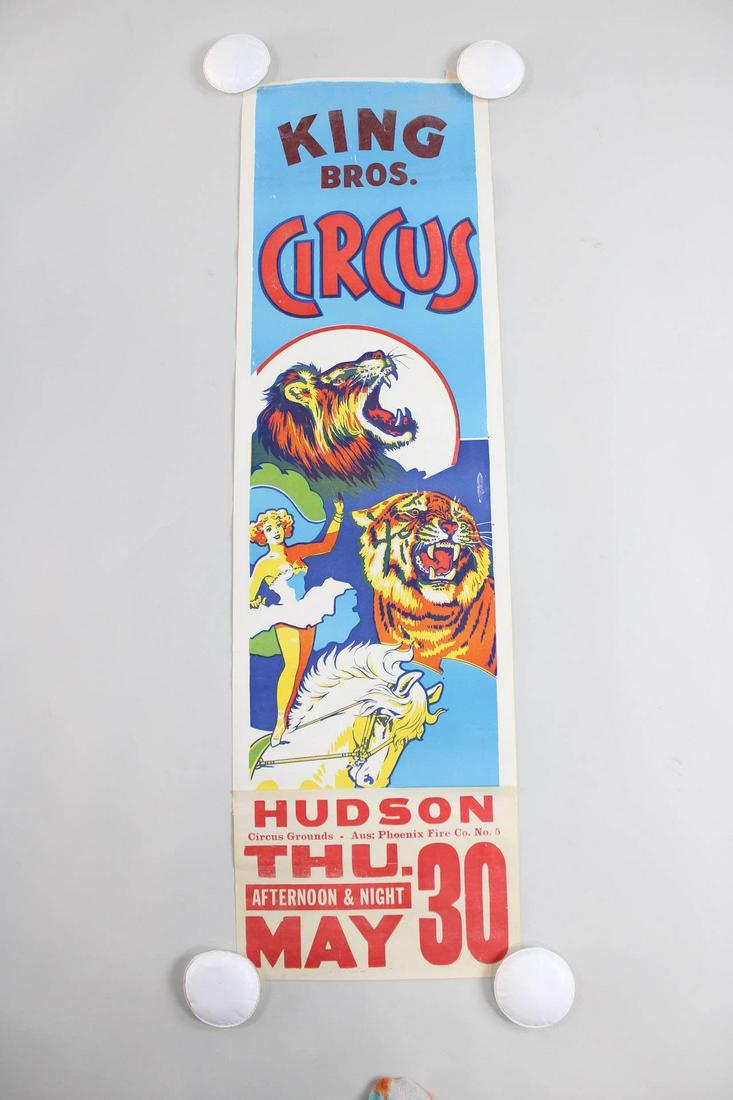 KING
BROS.
CIRCUS
HUDSON
Circus Grounds - Aus; Phoenix Fire Co. No. 5
THU.
AFTERNOON & NIGHT
MAY 30